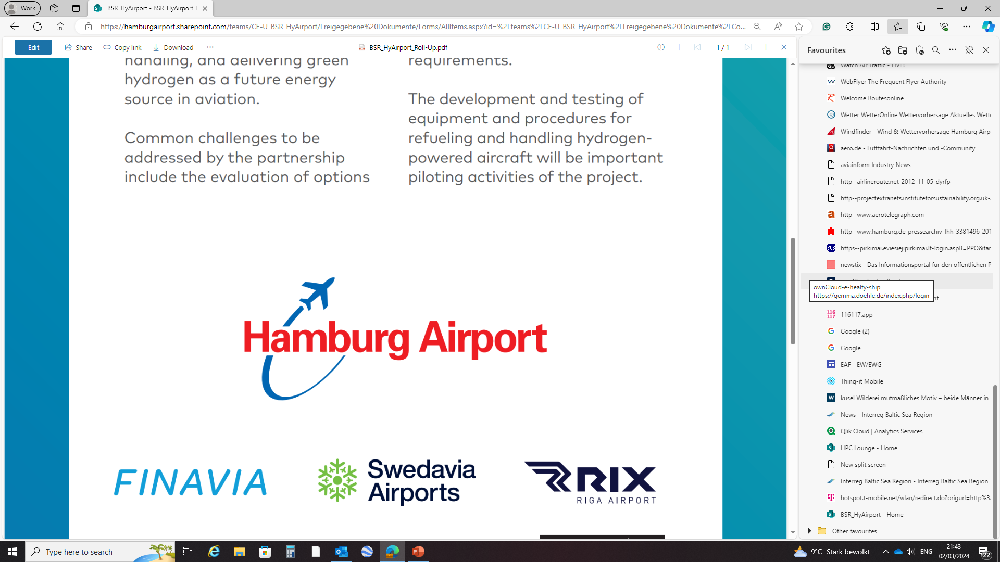 Work
BSR_HyAirport - BSR_HyAirport_R
https://hamburgairport.sharepoint.com/teams/CE-U_BSR_HyAirport/Freigegebene%20Dokumente/Forms/AllItems.aspx?id=%2Fteams%2FCE-U_BSR_HyAirport%2FFreigegebene%20Dokumente%2FCo...
Edit
Share
Copy link
Download
BSR_HyAirport_Roll-Up.pdf
1 / 1
handling, and delivering green
hydrogen as a future energy
source in aviation.
Common challenges to be
addressed by the partnership
include the evaluation of options
requirements.
The development and testing of
equipment and procedures for
refueling and handling hydrogen-
powered aircraft will be important
piloting activities of the project.
Hamburg Airport
FINAVIA
Swedavia
Airports
RIX
RIGA AIRPORT
Favourites
Watch Air Traffic - LIVE!
WebFlyer The Frequent Flyer Authority
Welcome Routesonline
Wetter WetterOnline Wettervorhersage Aktuelles Wett
Windfinder - Wind & Wettervorhersage Hamburg Airp
aero.de - Luftfahrt-Nachrichten und -Community
aviainform Industry News
http--airlineroute.net-2012-11-05-dyrfp-
http--projectextranets.instituteforsustainability.org.uk-.
http--www.aerotelegraph.com-
http--www.hamburg.de-pressearchiv-fhh-3381496-201
https--pirkimai.eviesiejipirkimai.lt-login.aspB=PPO&tar
newstix - Das Informationsportal für den öffentlichen P
ownCloud-e-healty-ship
https://gemma.doehle.de/index.php/login
116117.app
Google (2)
Google
EAF - EW/EWG
Thing-it Mobile
kusel Wilderei mutmaßliches Motiv – beide Männer in
News - Interreg Baltic Sea Region
Qlik Cloud | Analytics Services
HPC Lounge - Home
New split screen
Interreg Baltic Sea Region - Interreg Baltic Sea Region
hotspot.t-mobile.net/wlan/redirect.do?origurl=http%3.
BSR_HyAirport - Home
Other favourites
Type here to search
9°C Stark bewölkt
ENG
21:43
02/03/2024
22